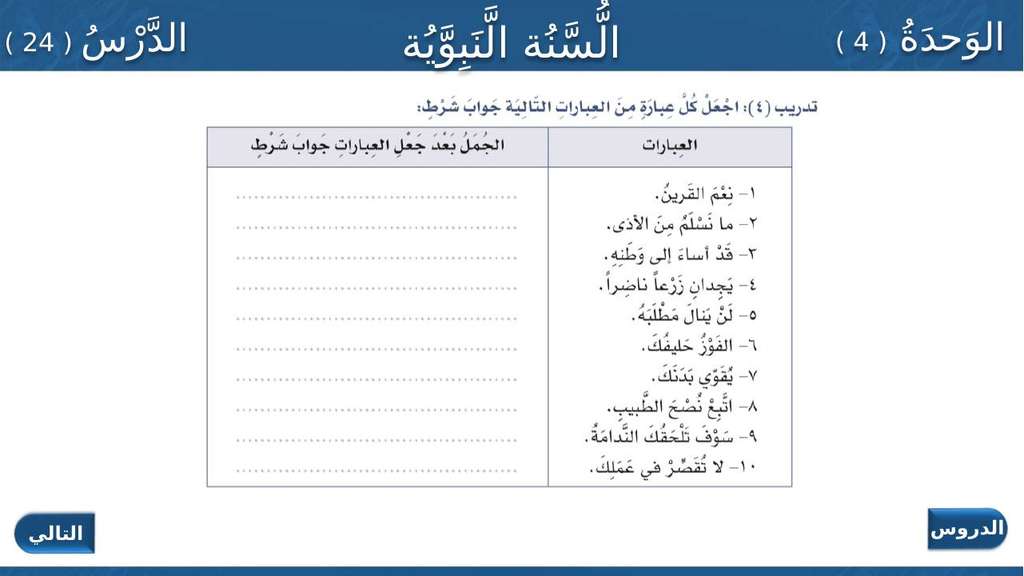 الوَحدَةُ ( 4 )
السَّنُة الَّنَبِوَّيُة
الدَّرْسُ ( 24 )
تدريب (٤): اجْعَلْ كُلَّ عِبارَةٍ مِنَ العِباراتِ التّالِيَة جَوابَ شَرْطٍ:
العِبارات
الجُمَلُ بَعْدَ جَعْلِ العِباراتِ جَوابَ شَرْطٍ
١- نِعْمَ القَرينُ.
٢- ما نَسْلَمُ مِنَ الأذى.
٣- قَدْ أساءَ إلى وَطَنِهِ.
٤- يَجِدانِ زَرْعاً ناضِراً.
٥- لَنْ يَنالَ مَطْلَبَهُ.
٦- الفَوْزُ حَليفُكَ.
٧- يُقَوّي بَدَنَكَ.
٨- اتَّبِعْ نُصْحَ الطَّبيبِ.
٩- سَوْفَ تَلْحَقُكَ النَّدامَةُ.
١٠- لا تُقَصِّرْ في عَمَلِكَ.
الدروس
التالي